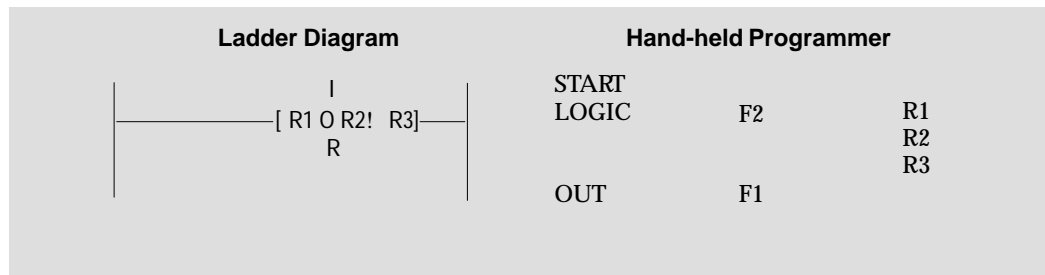 Ladder Diagram
I
[ R1 O R2! R3]
R
Hand-held Programmer
START
LOGIC F2 R1
R2
R3
OUT F1